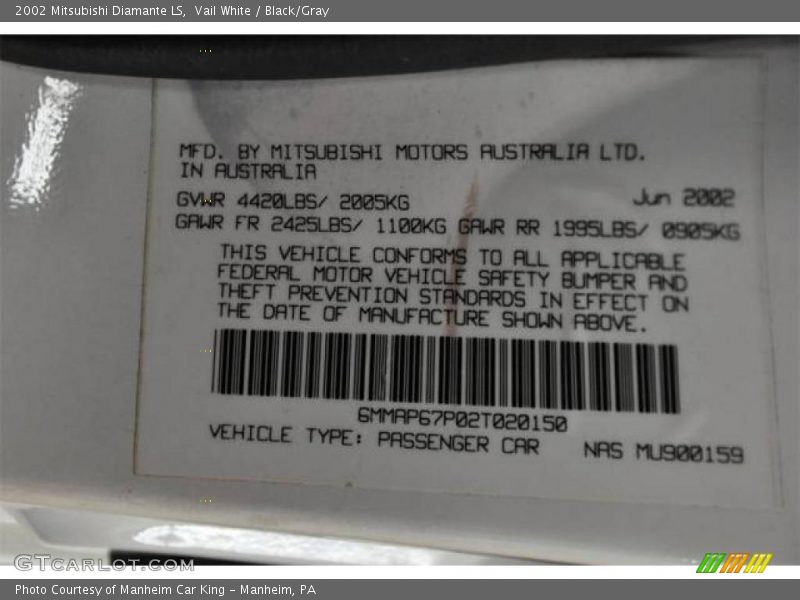 2002 Mitsubishi Diamante LS,  Vail White / Black/Gray
MFD. BY MITSUBISHI MOTORS AUSTRALIA LTD.
IN AUSTRALIA
GVWR 4420LBS/ 2005KG Jun 2002
GAWR FR 2425LBS/ 1100KG GAWR RR 1995LBS/ 0905KG
THIS VEHICLE CONFORMS TO ALL APPLICABLE
FEDERAL MOTOR VEHICLE SAFETY BUMPER AND
THEFT PREVENTION STANDARDS IN EFFECT ON
THE DATE OF MANUFACTURE SHOWN ABOVE.
6MMAP67P02T020150
VEHICLE TYPE: PASSENGER CAR NAS MU900159
GTcarlot.com
Photo Courtesy of Manheim Car King - Manheim, PA